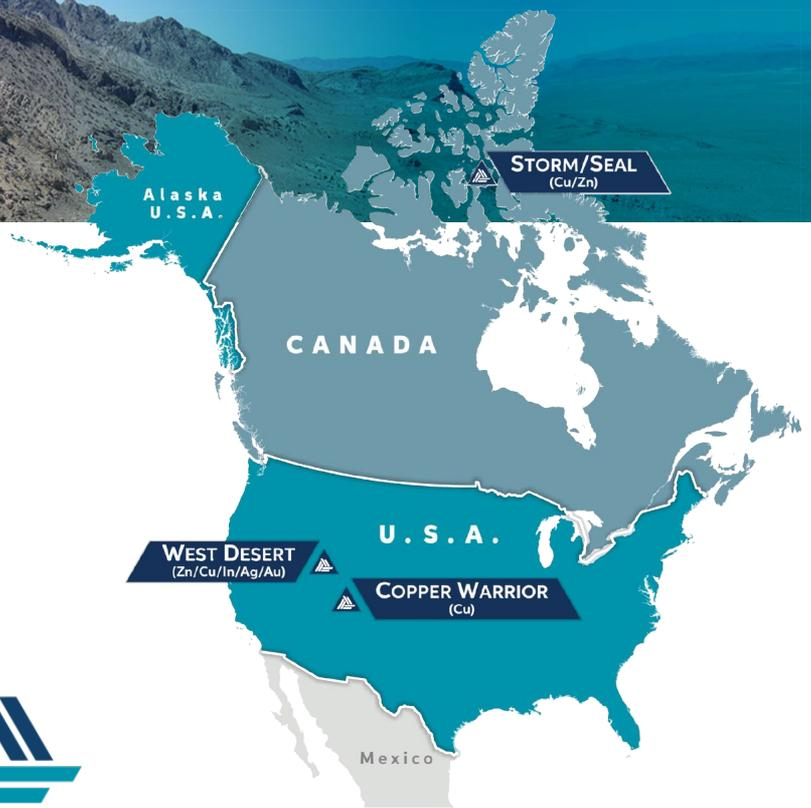 STORM/SEAL
(Cu/Zn)
Alaska
U.S.A.
CANADA
U.S.A.
WEST DESERT
(Zn/Cu/In/Ag/Au)
COPPER WARRIOR
(Cu)
Mexico